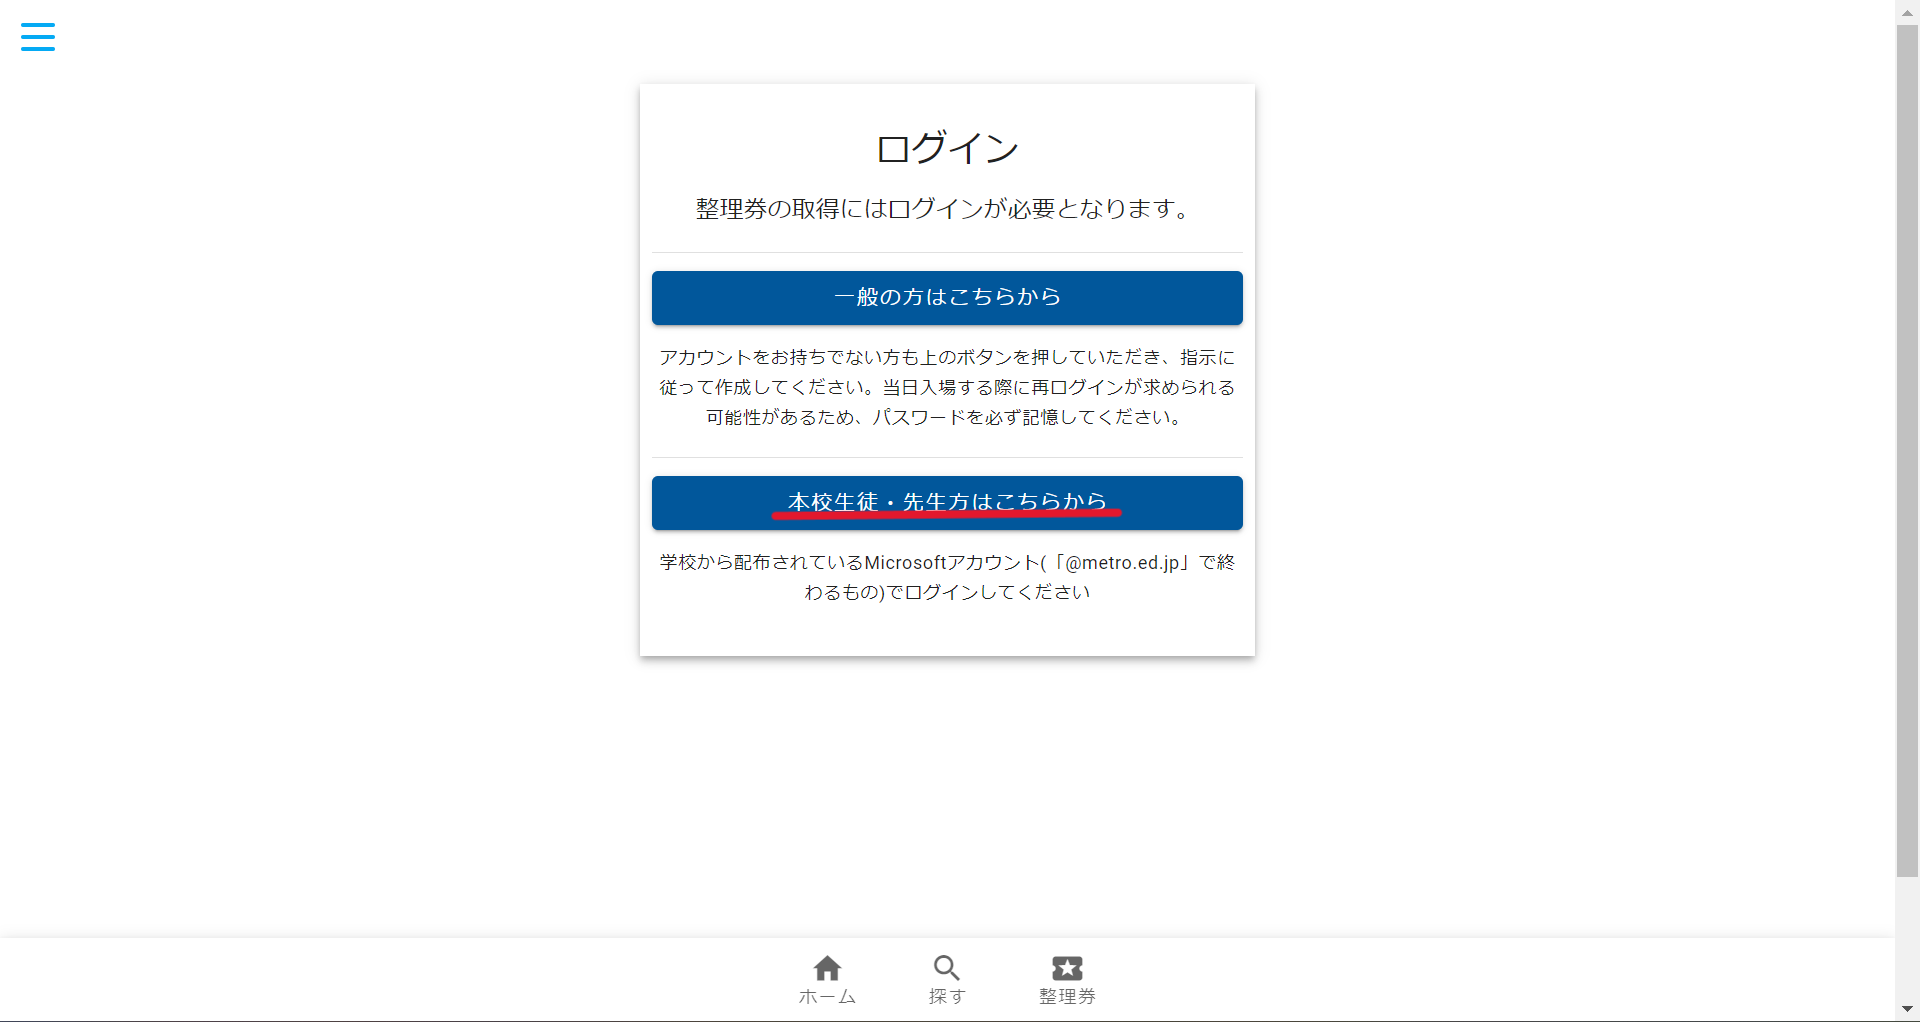 ログイン
整理券の取得にはログインが必要となります。
一般の方はこちらから
アカウントをお持ちでない方も上のボタンを押していただき、指示に
従って作成してください。当日入場する際に再ログインが求められる
可能性があるため、パスワードを必ず記憶してください。
本校生徒・先生方はこちらから
学校から配布されているMicrosoftアカウント(「@metro.ed.jp」で終
わるもの)でログインしてください
ホーム
探す
整理券